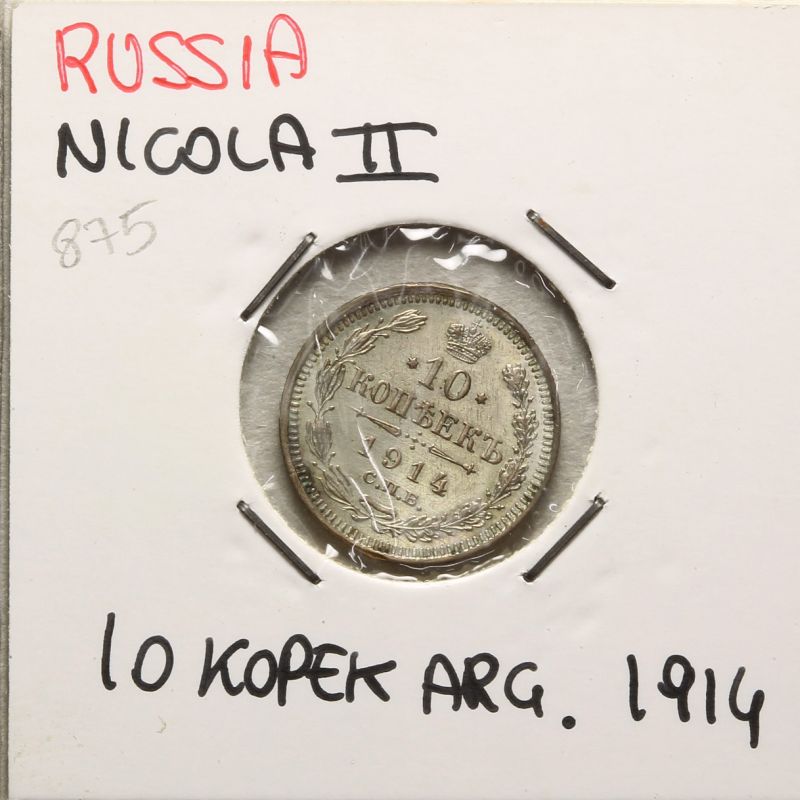 RUSSIA
NICOLA II
875
10
КОПѢЕКЪ
1914
С.П.Б.
10 KOPEK ARG. 1914